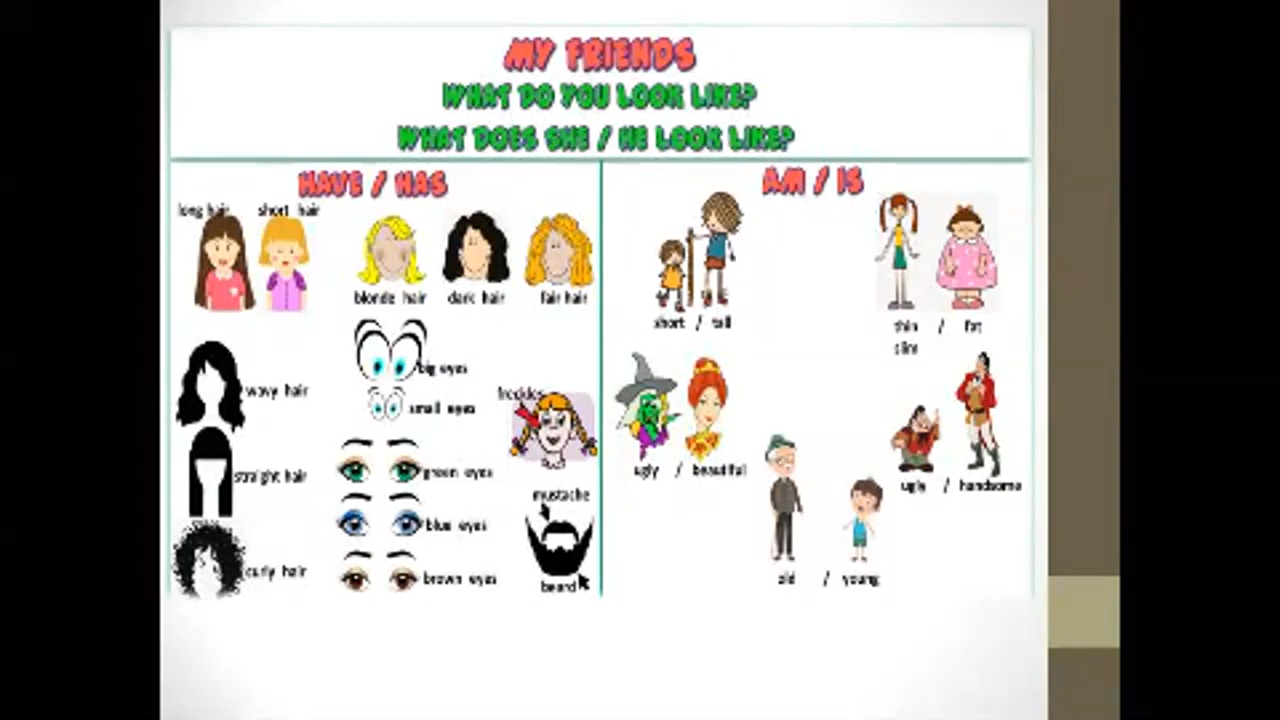 MY FRIENDS
WHAT DO YOU LOOK LIKE?
WHAT DOES SHE / HE LOOK LIKE?
HAVE / HAS
long hair short hair
blonde hair dark hair fair hair
wavy hair
big eyes
small eyes
freckles
straight hair
green eyes
mustache
blue eyes
curly hair
brown eyes
beard
AM / IS
short / tall
thin / fat
slim
ugly / beautiful
ugly / handsome
old / young